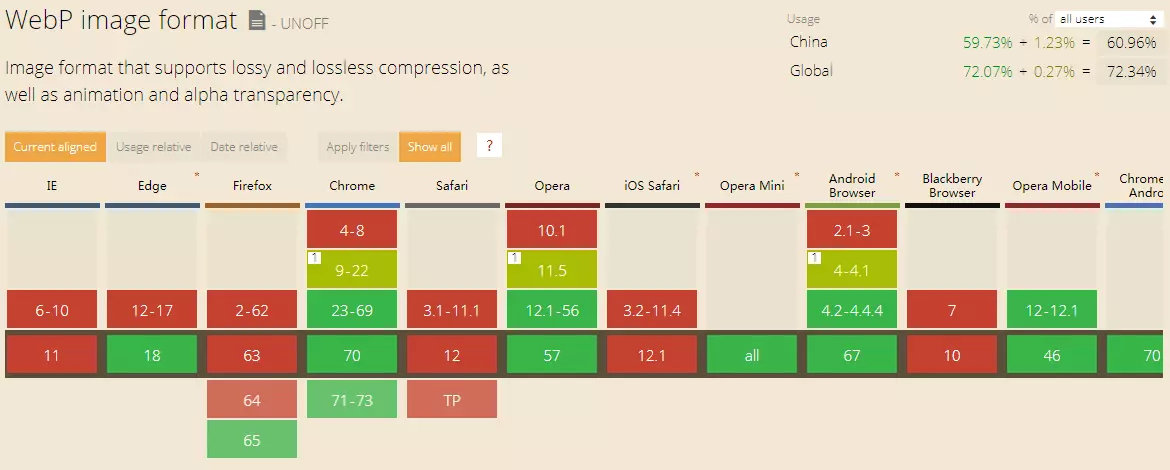 WebP image format - UNOFF
Usage % of all users
China 59.73% + 1.23% = 60.96%
Global 72.07% + 0.27% = 72.34%
Image format that supports lossy and lossless compression, as
well as animation and alpha transparency.
Current aligned Usage relative Date relative Apply filters Show all ?
IE Edge * Firefox Chrome Safari Opera iOS Safari * Opera Mini * Android Browser * Blackberry Browser Opera Mobile * Chrome Andro
4-8 10.1 2.1-3
1 9-22 1 11.5 1 4-4.1
6-10 12-17 2-62 23-69 3.1-11.1 12.1-56 3.2-11.4 4.2-4.4.4 7 12-12.1
11 18 63 70 12 57 12.1 all 67 10 46 70
64 71-73 TP
65